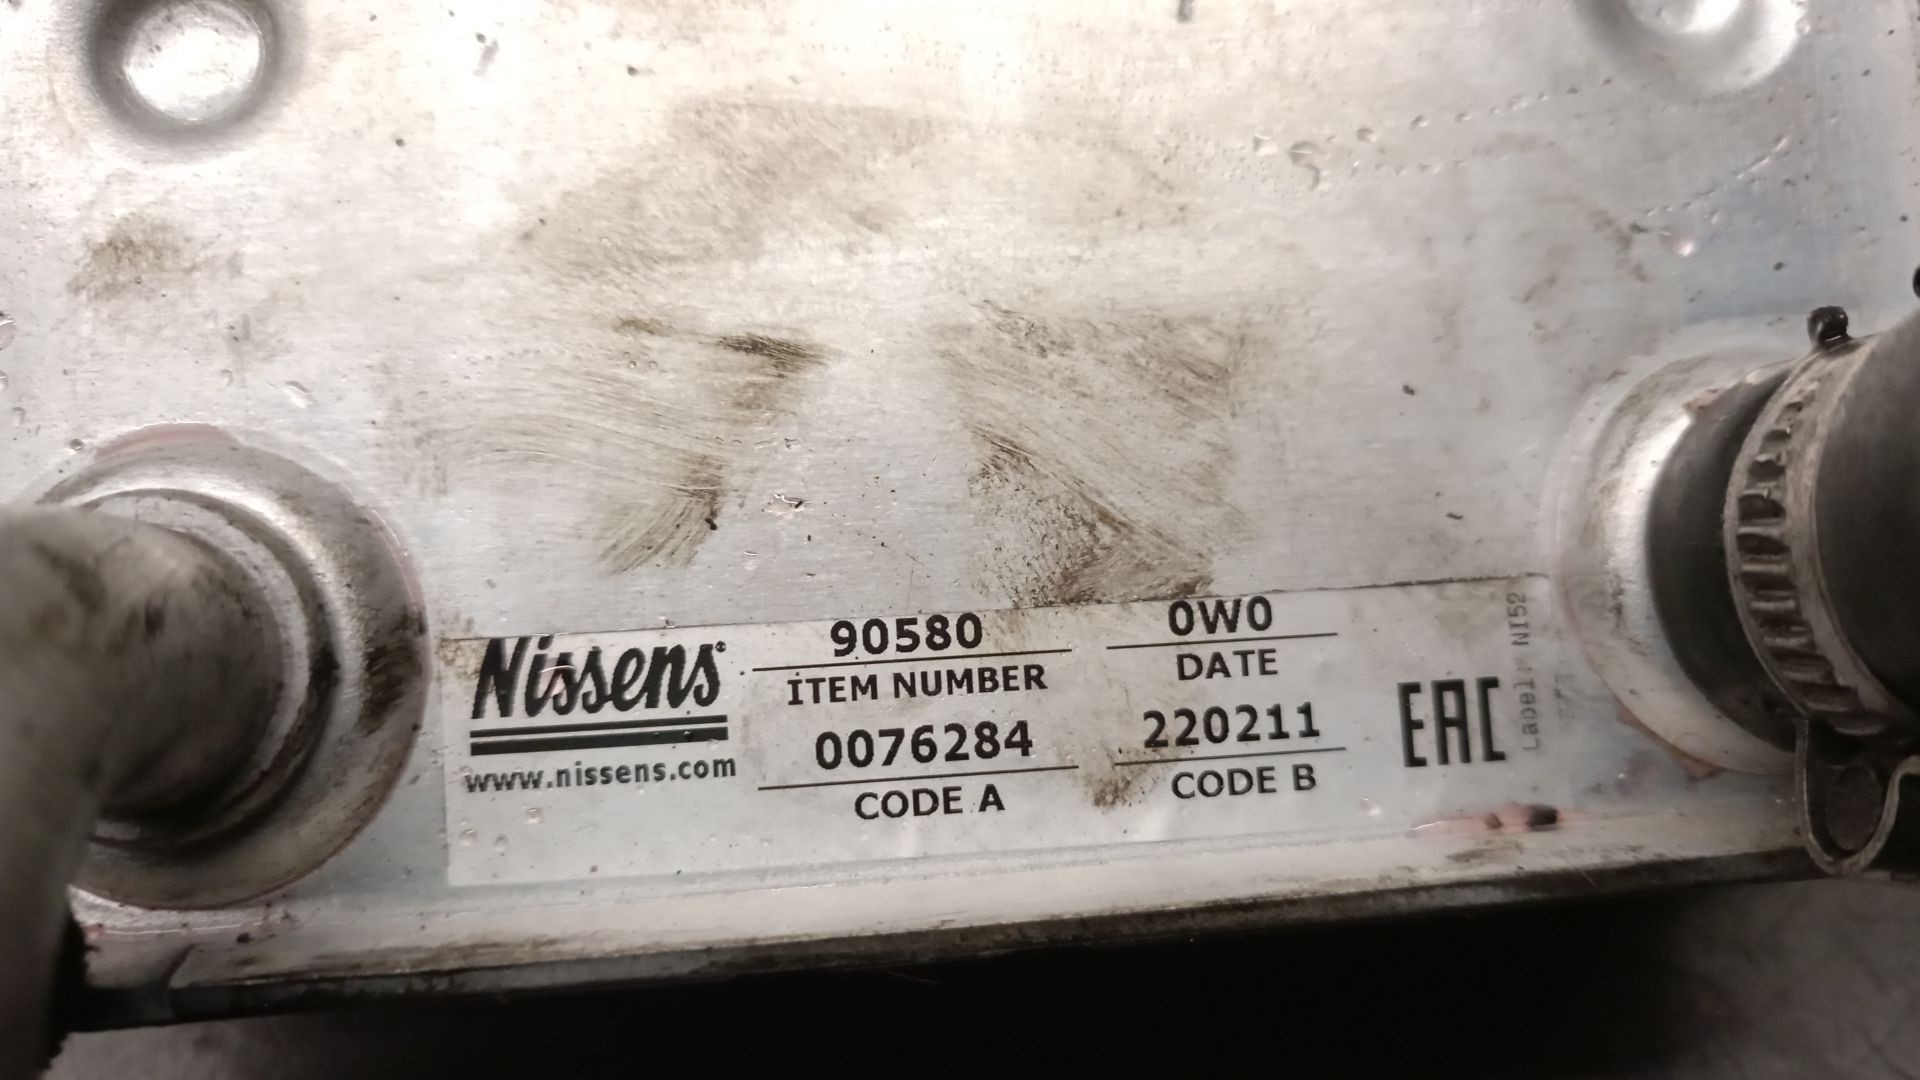 Nissens®
www.nissens.com
90580
ITEM NUMBER
0076284
CODE A
0W0
DATE
220211
CODE B
EAC
Label: NI52